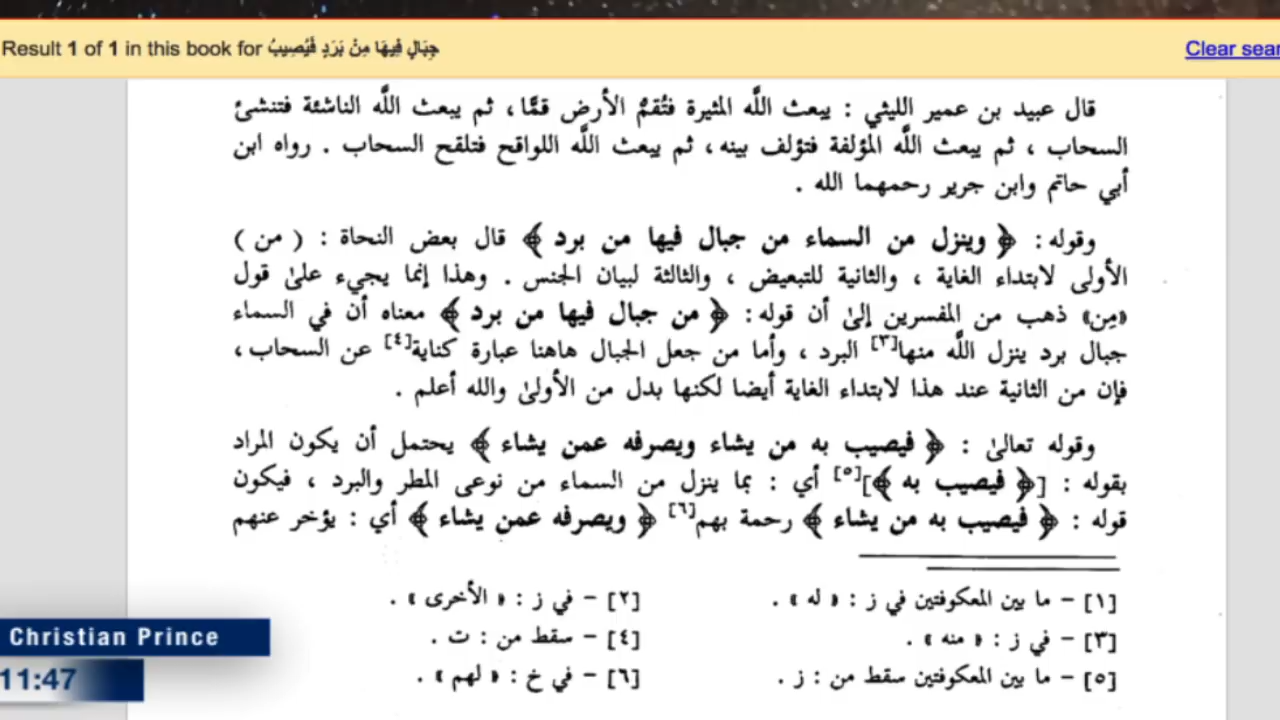 Result 1 of 1 in this book for جِبَالٍ فِيهَا مِنْ بَرَدٍ فَيُصِيبُ
Clear sear
قال عبيد بن عمير الليثي : يبعث اللَّه المثيرة فتُقمُّ الأرض قمًّا، ثم يبعث اللَّه الناشئة فتنشئ
السحاب ، ثم يبعث اللَّه المؤلفة فتؤلف بينه، ثم يبعث اللَّه اللواقح فتلقح السحاب . رواه ابن
أبي حاتم وابن جرير رحمهما الله .
وقوله: ﴿ وينزل من السماء من جبال فيها من برد ﴾ قال بعض النحاة : ( من )
الأولى لابتداء الغاية ، والثانية للتبعيض ، والثالثة لبيان الجنس . وهذا إنما يجيء علىٰ قول
«مِن» ذهب من المفسرين إلىٰ أن قوله: ﴿ من جبال فيها من برد ﴾ معناه أن في السماء
جبال برد ينزل اللَّه منها[٣] البرد ، وأما من جعل الجبال هاهنا عبارة كناية[٤] عن السحاب،
فإن من الثانية عند هذا لابتداء الغاية أيضا لكنها بدل من الأولىٰ والله أعلم .
وقوله تعالىٰ : ﴿ فيصيب به من يشاء ويصرفه عمن يشاء ﴾ يحتمل أن يكون المراد
بقوله : [﴿ فيصيب به ﴾][٥] أي : بما ينزل من السماء من نوعى المطر والبرد ، فيكون
قوله : ﴿ فيصيب به من يشاء ﴾ رحمة بهم[٦] ﴿ ويصرفه عمن يشاء ﴾ أي : يؤخر عنهم
[١] – ما بين المعكوفتين في ز : « له » .
[٢] – في ز : « الأخرى » .
[٣] – في ز : « منه » .
[٤] – سقط من : ت .
[٥] – ما بين المعكوفتين سقط من : ز .
[٦] – في خ : « لهم » .
Christian Prince
11:47